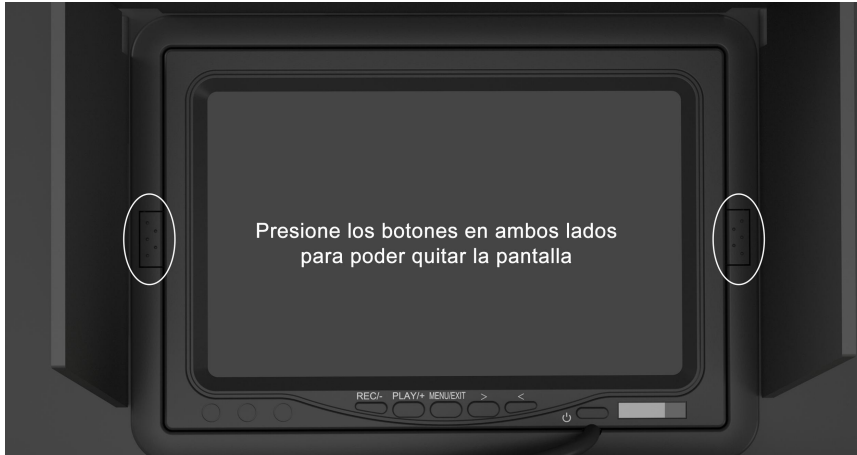 Presione los botones en ambos lados
para poder quitar la pantalla
REC/- PLAY/+ MENU/EXIT > <